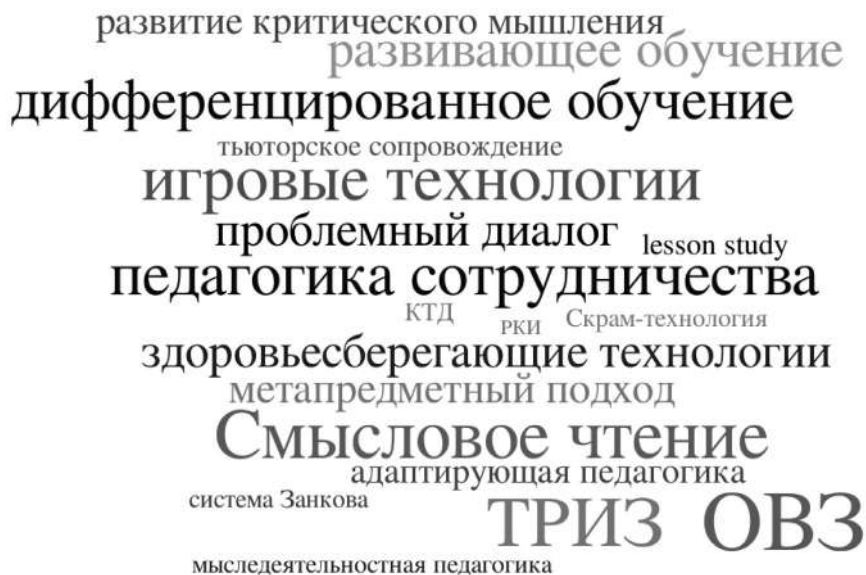 развитие критического мышления
развивающее обучение
дифференцированное обучение
тьюторское сопровождение
игровые технологии
проблемный диалог
lesson study
педагогика сотрудничества
КТД
РКИ
Скрам-технология
здоровьесберегающие технологии
метапредметный подход
Смысловое чтение
адаптирующая педагогика
система Занкова
ТРИЗ
ОВЗ
мыследеятельностная педагогика